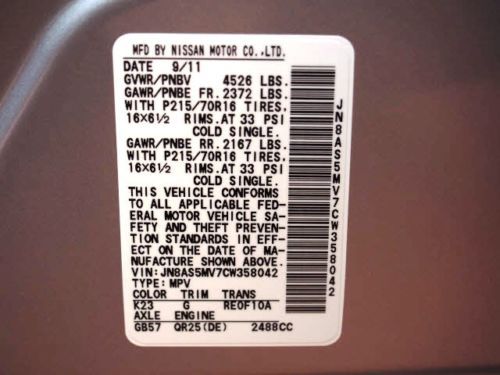 MFD BY NISSAN MOTOR CO.,LTD.
DATE 9/11
GVWR/PNBV 4526 LBS.
GAWR/PNBE FR. 2372 LBS.
WITH P215/70R16 TIRES.
16×6½ RIMS. AT 33 PSI
COLD SINGLE.
GAWR/PNBE RR. 2167 LBS.
WITH P215/70R16 TIRES.
16×6½ RIMS. AT 33 PSI
COLD SINGLE.
THIS VEHICLE CONFORMS
TO ALL APPLICABLE FED-
ERAL MOTOR VEHICLE SA-
FETY AND THEFT PREVEN-
TION STANDARDS IN EFF-
ECT ON THE DATE OF MA-
NUFACTURE SHOWN ABOVE.
VIN: JN8AS5MV7CW358042
TYPE: MPV
COLOR TRIM TRANS
K23 G RE0F10A
AXLE ENGINE
GB57 QR25(DE) 2488CC
JN8AS5MV7CW358042